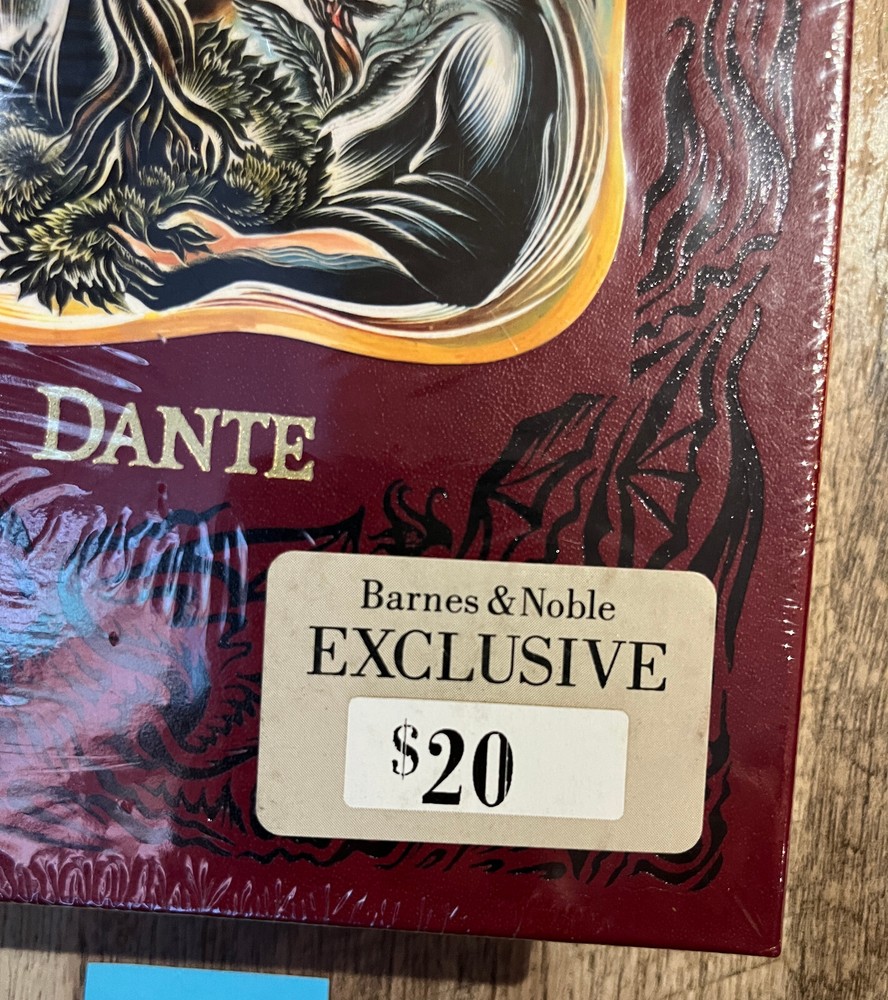 DANTE
Barnes & Noble
EXCLUSIVE
$20